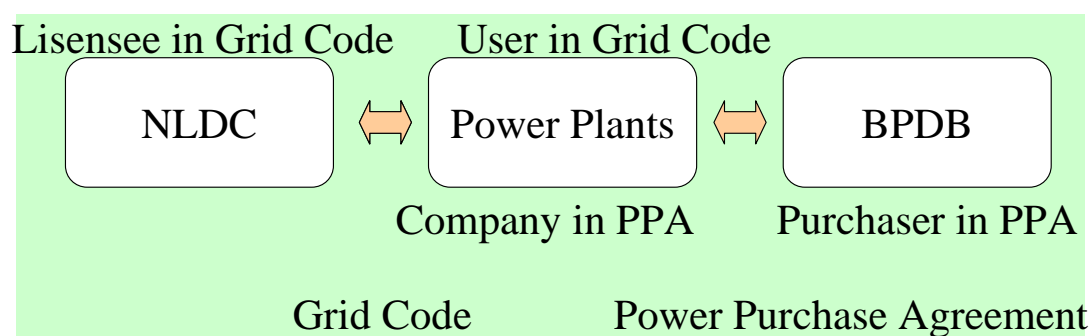 Lisensee in Grid Code User in Grid Code
NLDC Power Plants BPDB
Company in PPA Purchaser in PPA
Grid Code Power Purchase Agreement